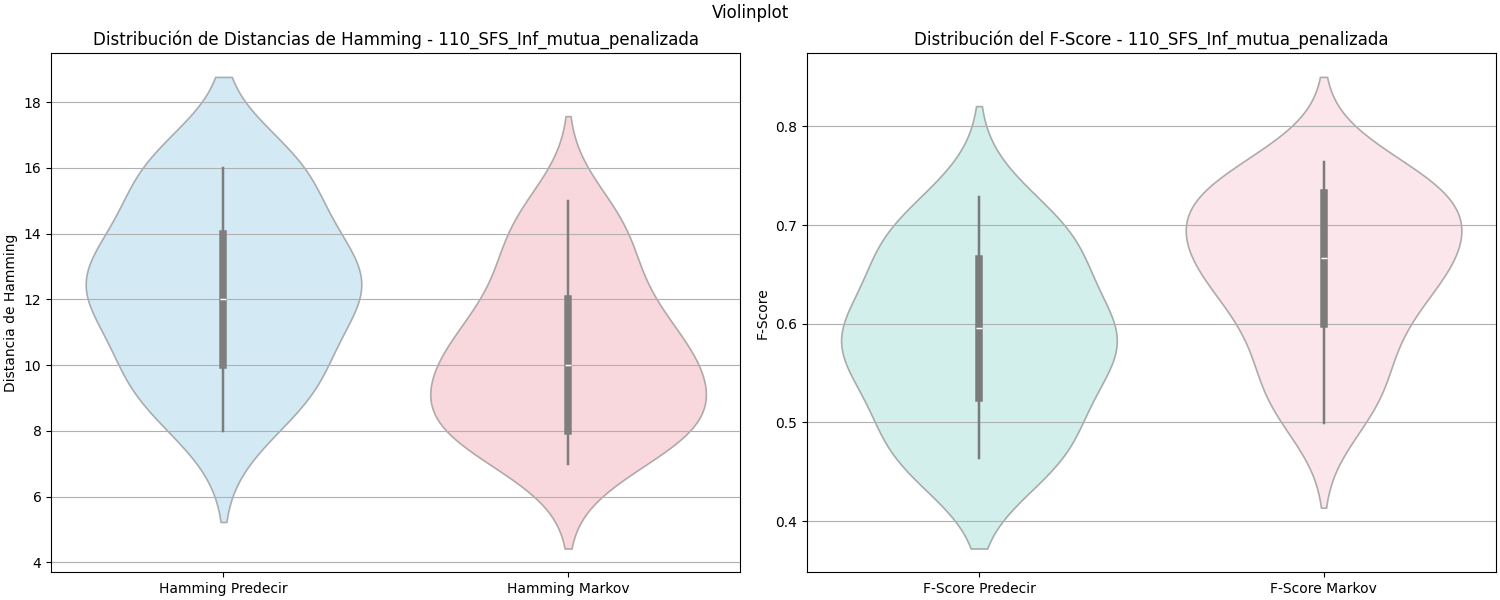 Violinplot
Distribución de Distancias de Hamming - 110_SFS_Inf_mutua_penalizada
Distancia de Hamming
18
16
14
12
10
8
6
4
Hamming Predecir
Hamming Markov
Distribución del F-Score - 110_SFS_Inf_mutua_penalizada
F-Score
0.8
0.7
0.6
0.5
0.4
F-Score Predecir
F-Score Markov